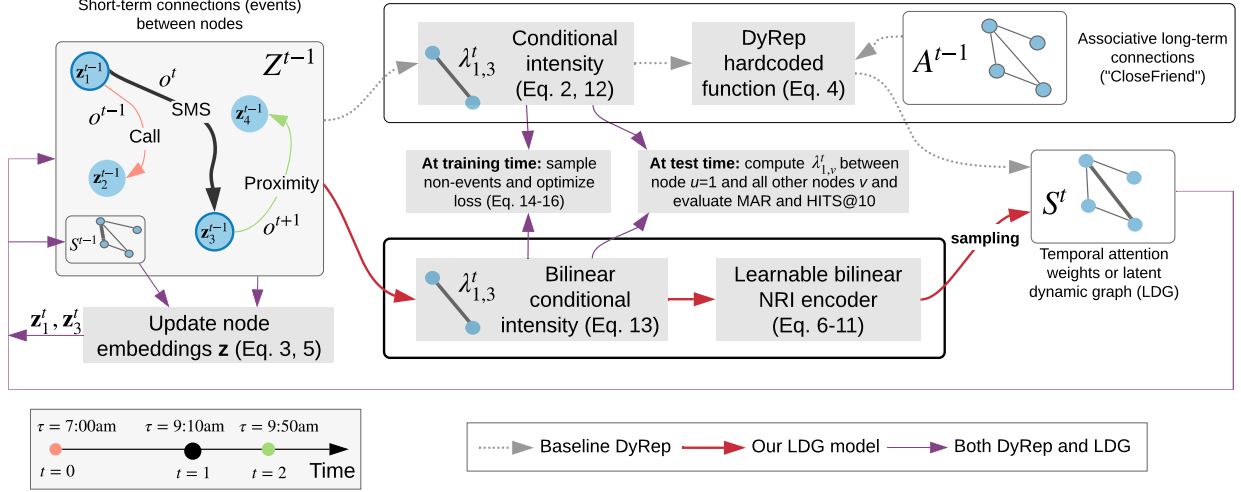 Short-term connections (events)
between nodes
Z^{t-1}
z_1^{t-1}
o^t
SMS
o^{t-1}
Call
z_4^{t-1}
z_2^{t-1}
Proximity
z_3^{t-1}
o^{t+1}
S^{t-1}
z_1^t, z_3^t
Update node
embeddings z (Eq. 3, 5)
λ_{1,3}^t
Conditional
intensity
(Eq. 2, 12)
DyRep
hardcoded
function (Eq. 4)
A^{t-1}
Associative long-term
connections
("CloseFriend")
At training time: sample
non-events and optimize
loss (Eq. 14-16)
At test time: compute λ_{1,v}^t between
node u=1 and all other nodes v and
evaluate MAR and HITS@10
S^t
sampling
Temporal attention
weights or latent
dynamic graph (LDG)
λ_{1,3}^t
Bilinear
conditional
intensity (Eq. 13)
Learnable bilinear
NRI encoder
(Eq. 6-11)
τ = 7:00am τ = 9:10am τ = 9:50am
t = 0 t = 1 t = 2 Time
Baseline DyRep Our LDG model Both DyRep and LDG